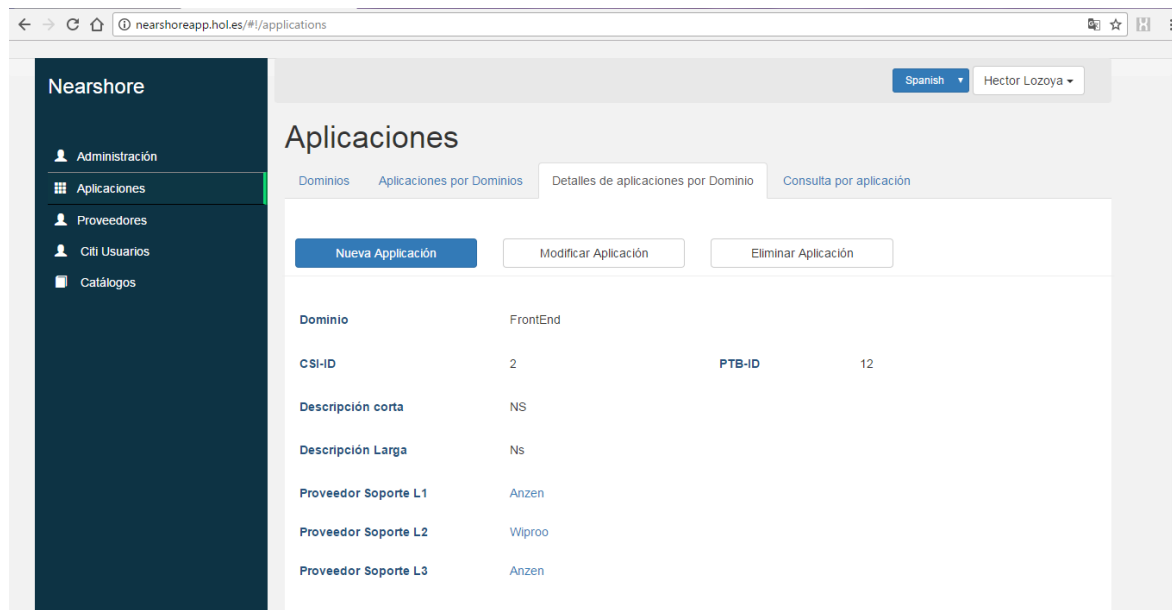 nearshoreapp.hol.es/#!/applications
Nearshore
Spanish
Hector Lozoya
Administración
Aplicaciones
Proveedores
Citi Usuarios
Catálogos
Aplicaciones
Dominios Aplicaciones por Dominios Detalles de aplicaciones por Dominio Consulta por aplicación
Nueva Applicación Modificar Aplicación Eliminar Aplicación
Dominio FrontEnd
CSI-ID 2 PTB-ID 12
Descripción corta NS
Descripción Larga Ns
Proveedor Soporte L1 Anzen
Proveedor Soporte L2 Wiproo
Proveedor Soporte L3 Anzen